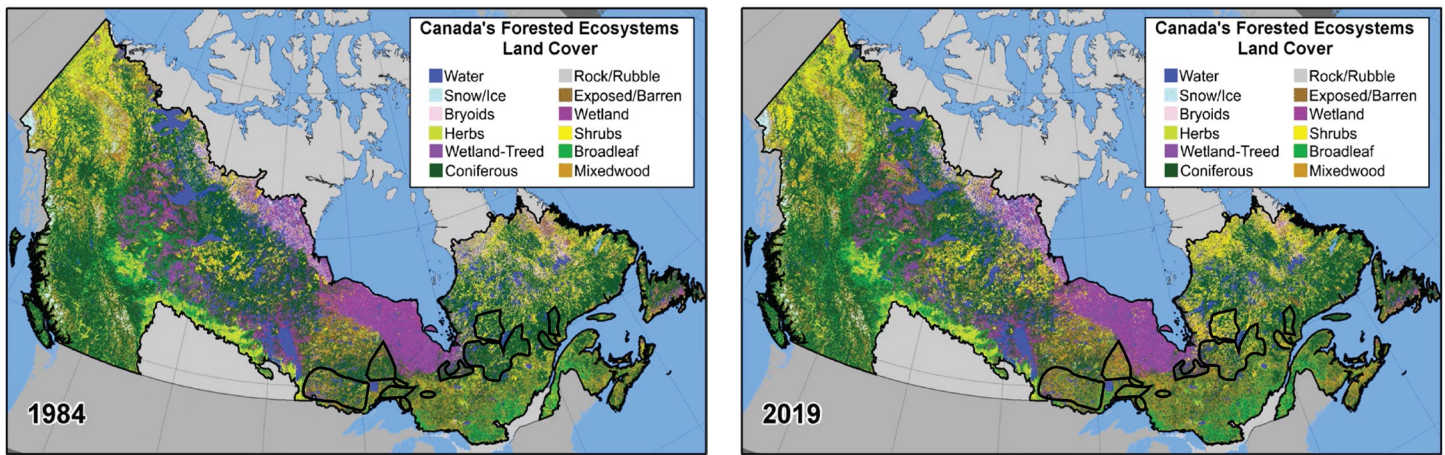 Canada's Forested Ecosystems
Land Cover
Water
Rock/Rubble
Snow/Ice
Exposed/Barren
Bryoids
Wetland
Herbs
Shrubs
Wetland-Treed
Broadleaf
Coniferous
Mixedwood
1984
Canada's Forested Ecosystems
Land Cover
Water
Rock/Rubble
Snow/Ice
Exposed/Barren
Bryoids
Wetland
Herbs
Shrubs
Wetland-Treed
Broadleaf
Coniferous
Mixedwood
2019